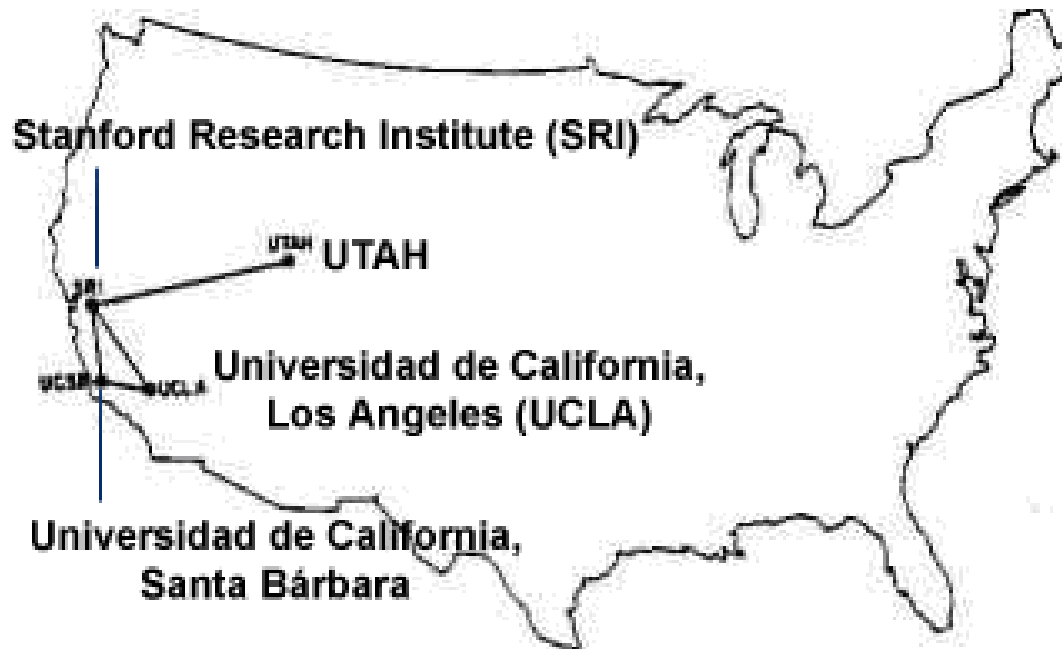 Stanford Research Institute (SRI)
UTAH
UTAH
SRI
UCSB
UCLA
Universidad de California,
Los Angeles (UCLA)
Universidad de California,
Santa Bárbara